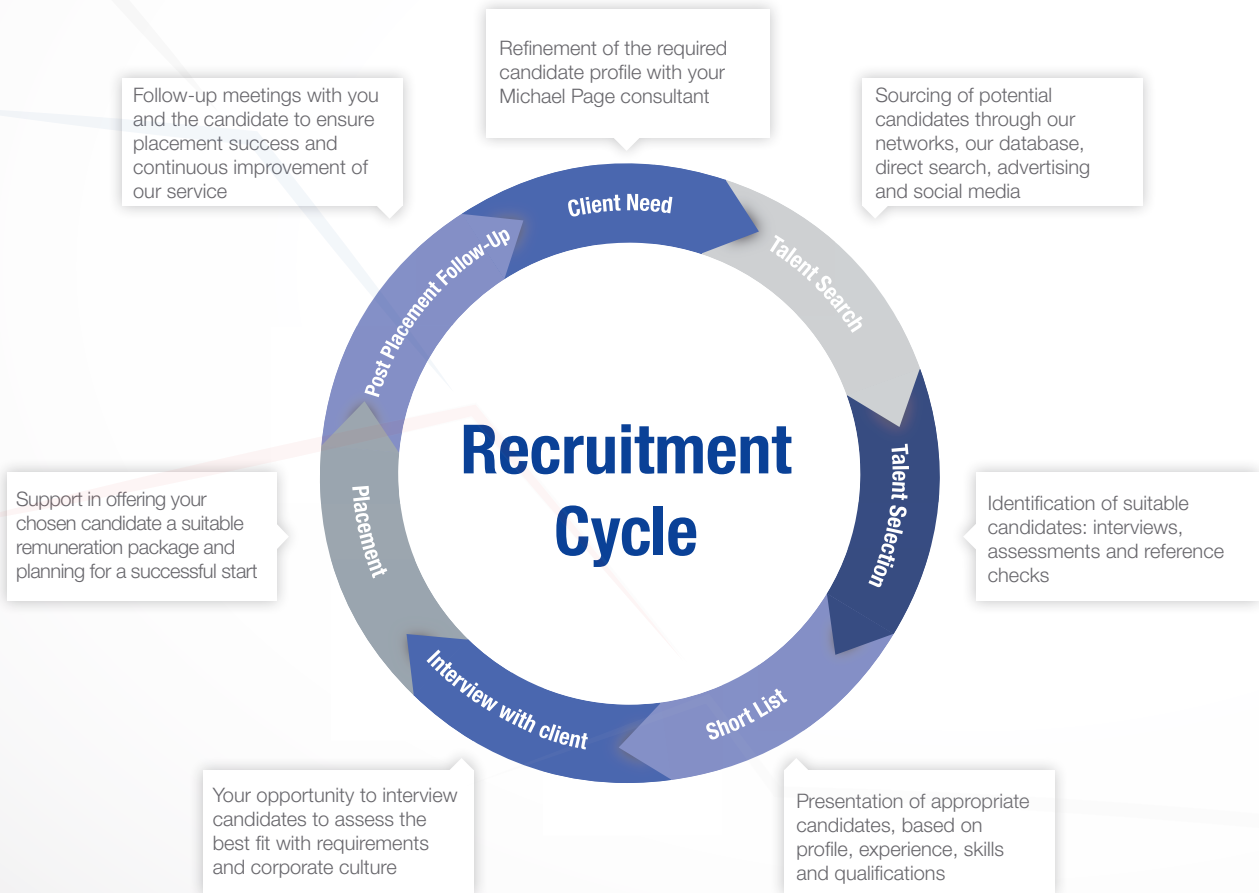 Refinement of the required
candidate profile with your
Michael Page consultant
Follow-up meetings with you
and the candidate to ensure
placement success and
continuous improvement of
our service
Sourcing of potential
candidates through our
networks, our database,
direct search, advertising
and social media
Client Need
Talent Search
Post Placement Follow-Up
Recruitment
Cycle
Talent Selection
Placement
Support in offering your
chosen candidate a suitable
remuneration package and
planning for a successful start
Identification of suitable
candidates: interviews,
assessments and reference
checks
Interview with client
Short List
Your opportunity to interview
candidates to assess the
best fit with requirements
and corporate culture
Presentation of appropriate
candidates, based on
profile, experience, skills
and qualifications